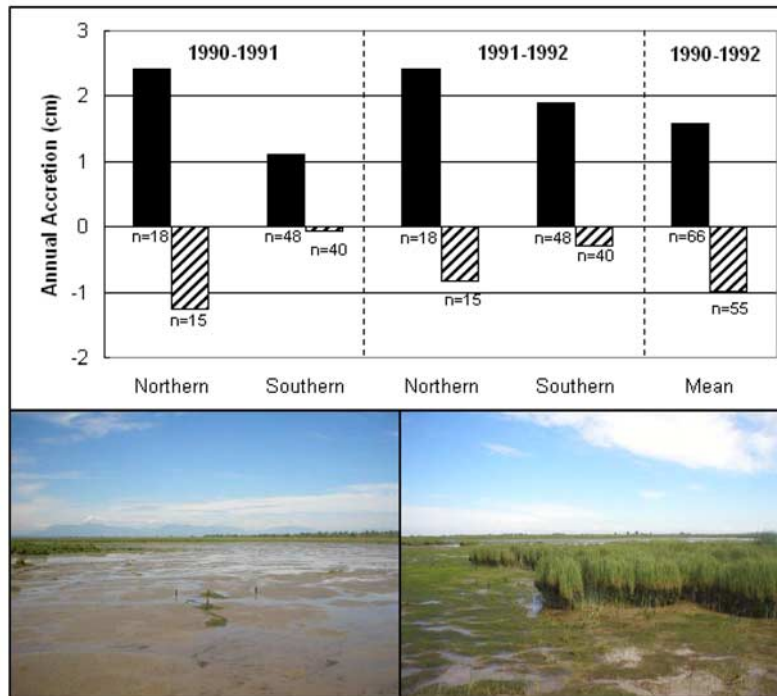 3
1990-1991
1991-1992
1990-1992
2
1
0
-1
-2
Annual Accretion (cm)
n=18
n=15
n=48
n=40
n=18
n=15
n=48
n=40
n=66
n=55
Northern
Southern
Northern
Southern
Mean